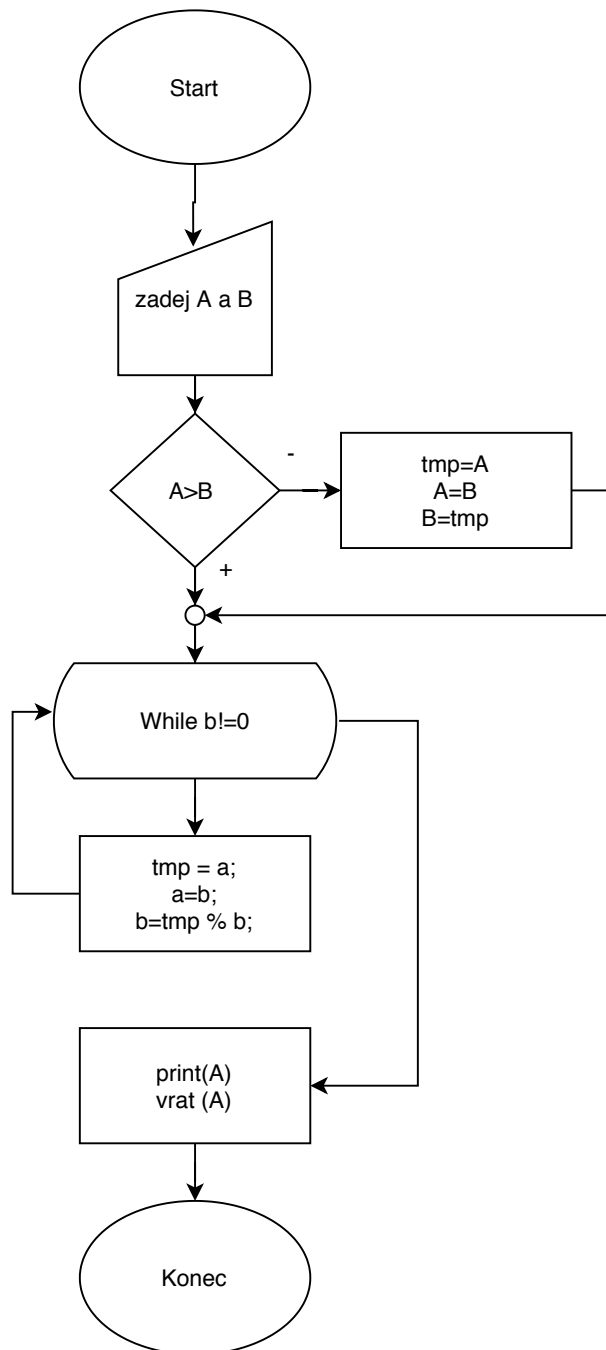 Start
zadej A a B
A>B
-
tmp=A
A=B
B=tmp
+
While b!=0
tmp = a;
a=b;
b=tmp % b;
print(A)
vrat (A)
Konec